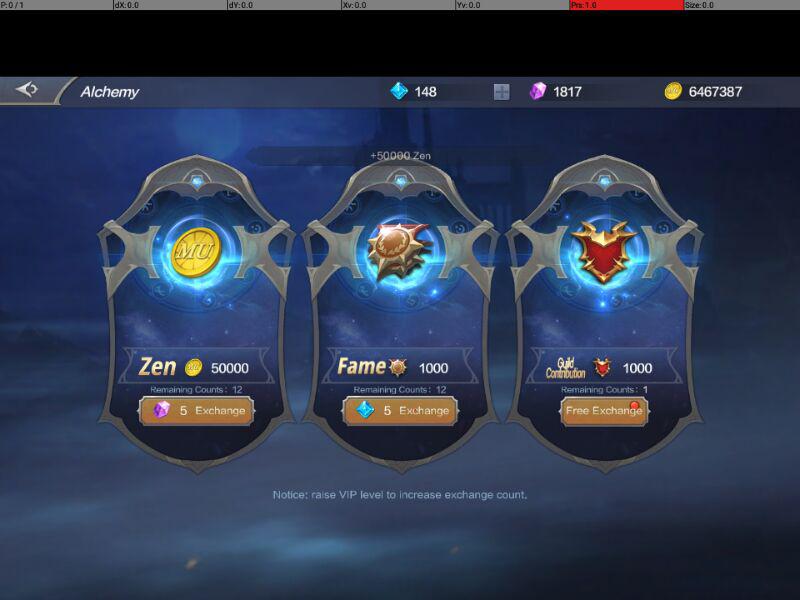 P: 0 / 1 dX: 0.0 dY: 0.0 Xv: 0.0 Yv: 0.0 Prs: 1.0 Size: 0.0
Alchemy 148 1817 6467387
+50000 Zen
MU
Zen 50000
Remaining Counts: 12
5 Exchange
Fame 1000
Remaining Counts: 12
5 Exchange
Guild Contribution 1000
Remaining Counts: 1
Free Exchange
Notice: raise VIP level to increase exchange count.